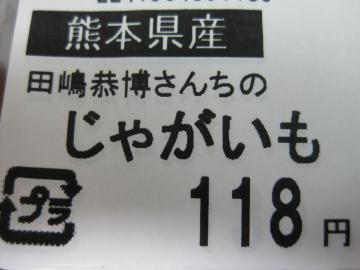 熊本県産
田嶋恭博さんちの
じゃがいも
プラ
118円